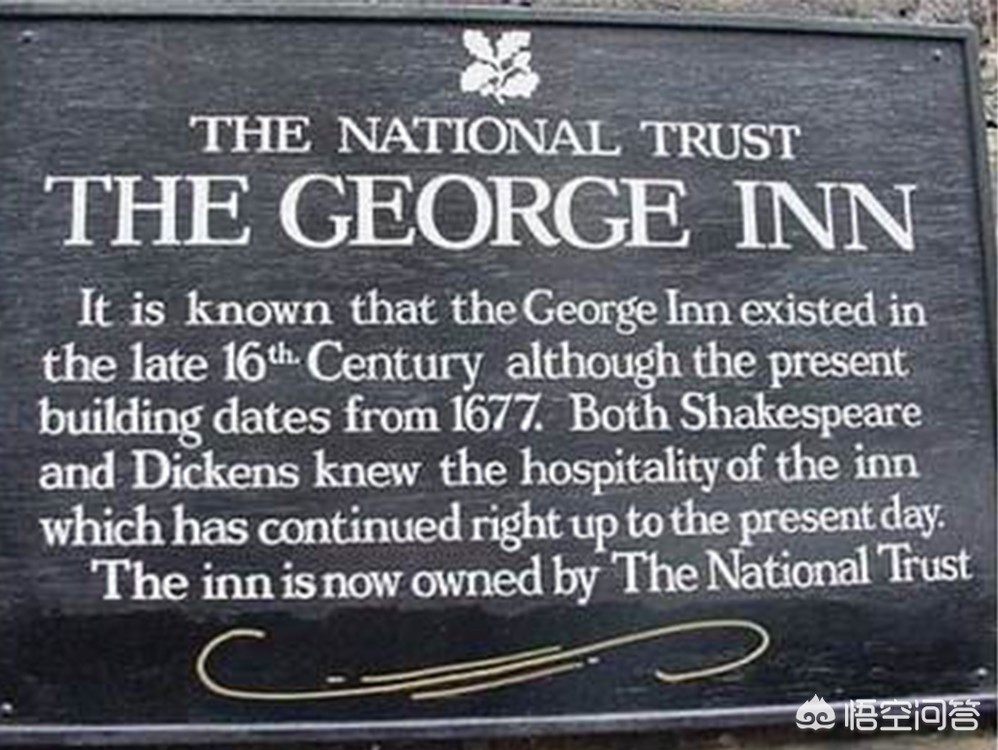 THE NATIONAL TRUST
THE GEORGE INN
It is known that the George Inn existed in
the late 16th. Century although the present
building dates from 1677. Both Shakespeare
and Dickens knew the hospitality of the inn
which has continued right up to the present day.
The inn is now owned by The National Trust
悟空问答